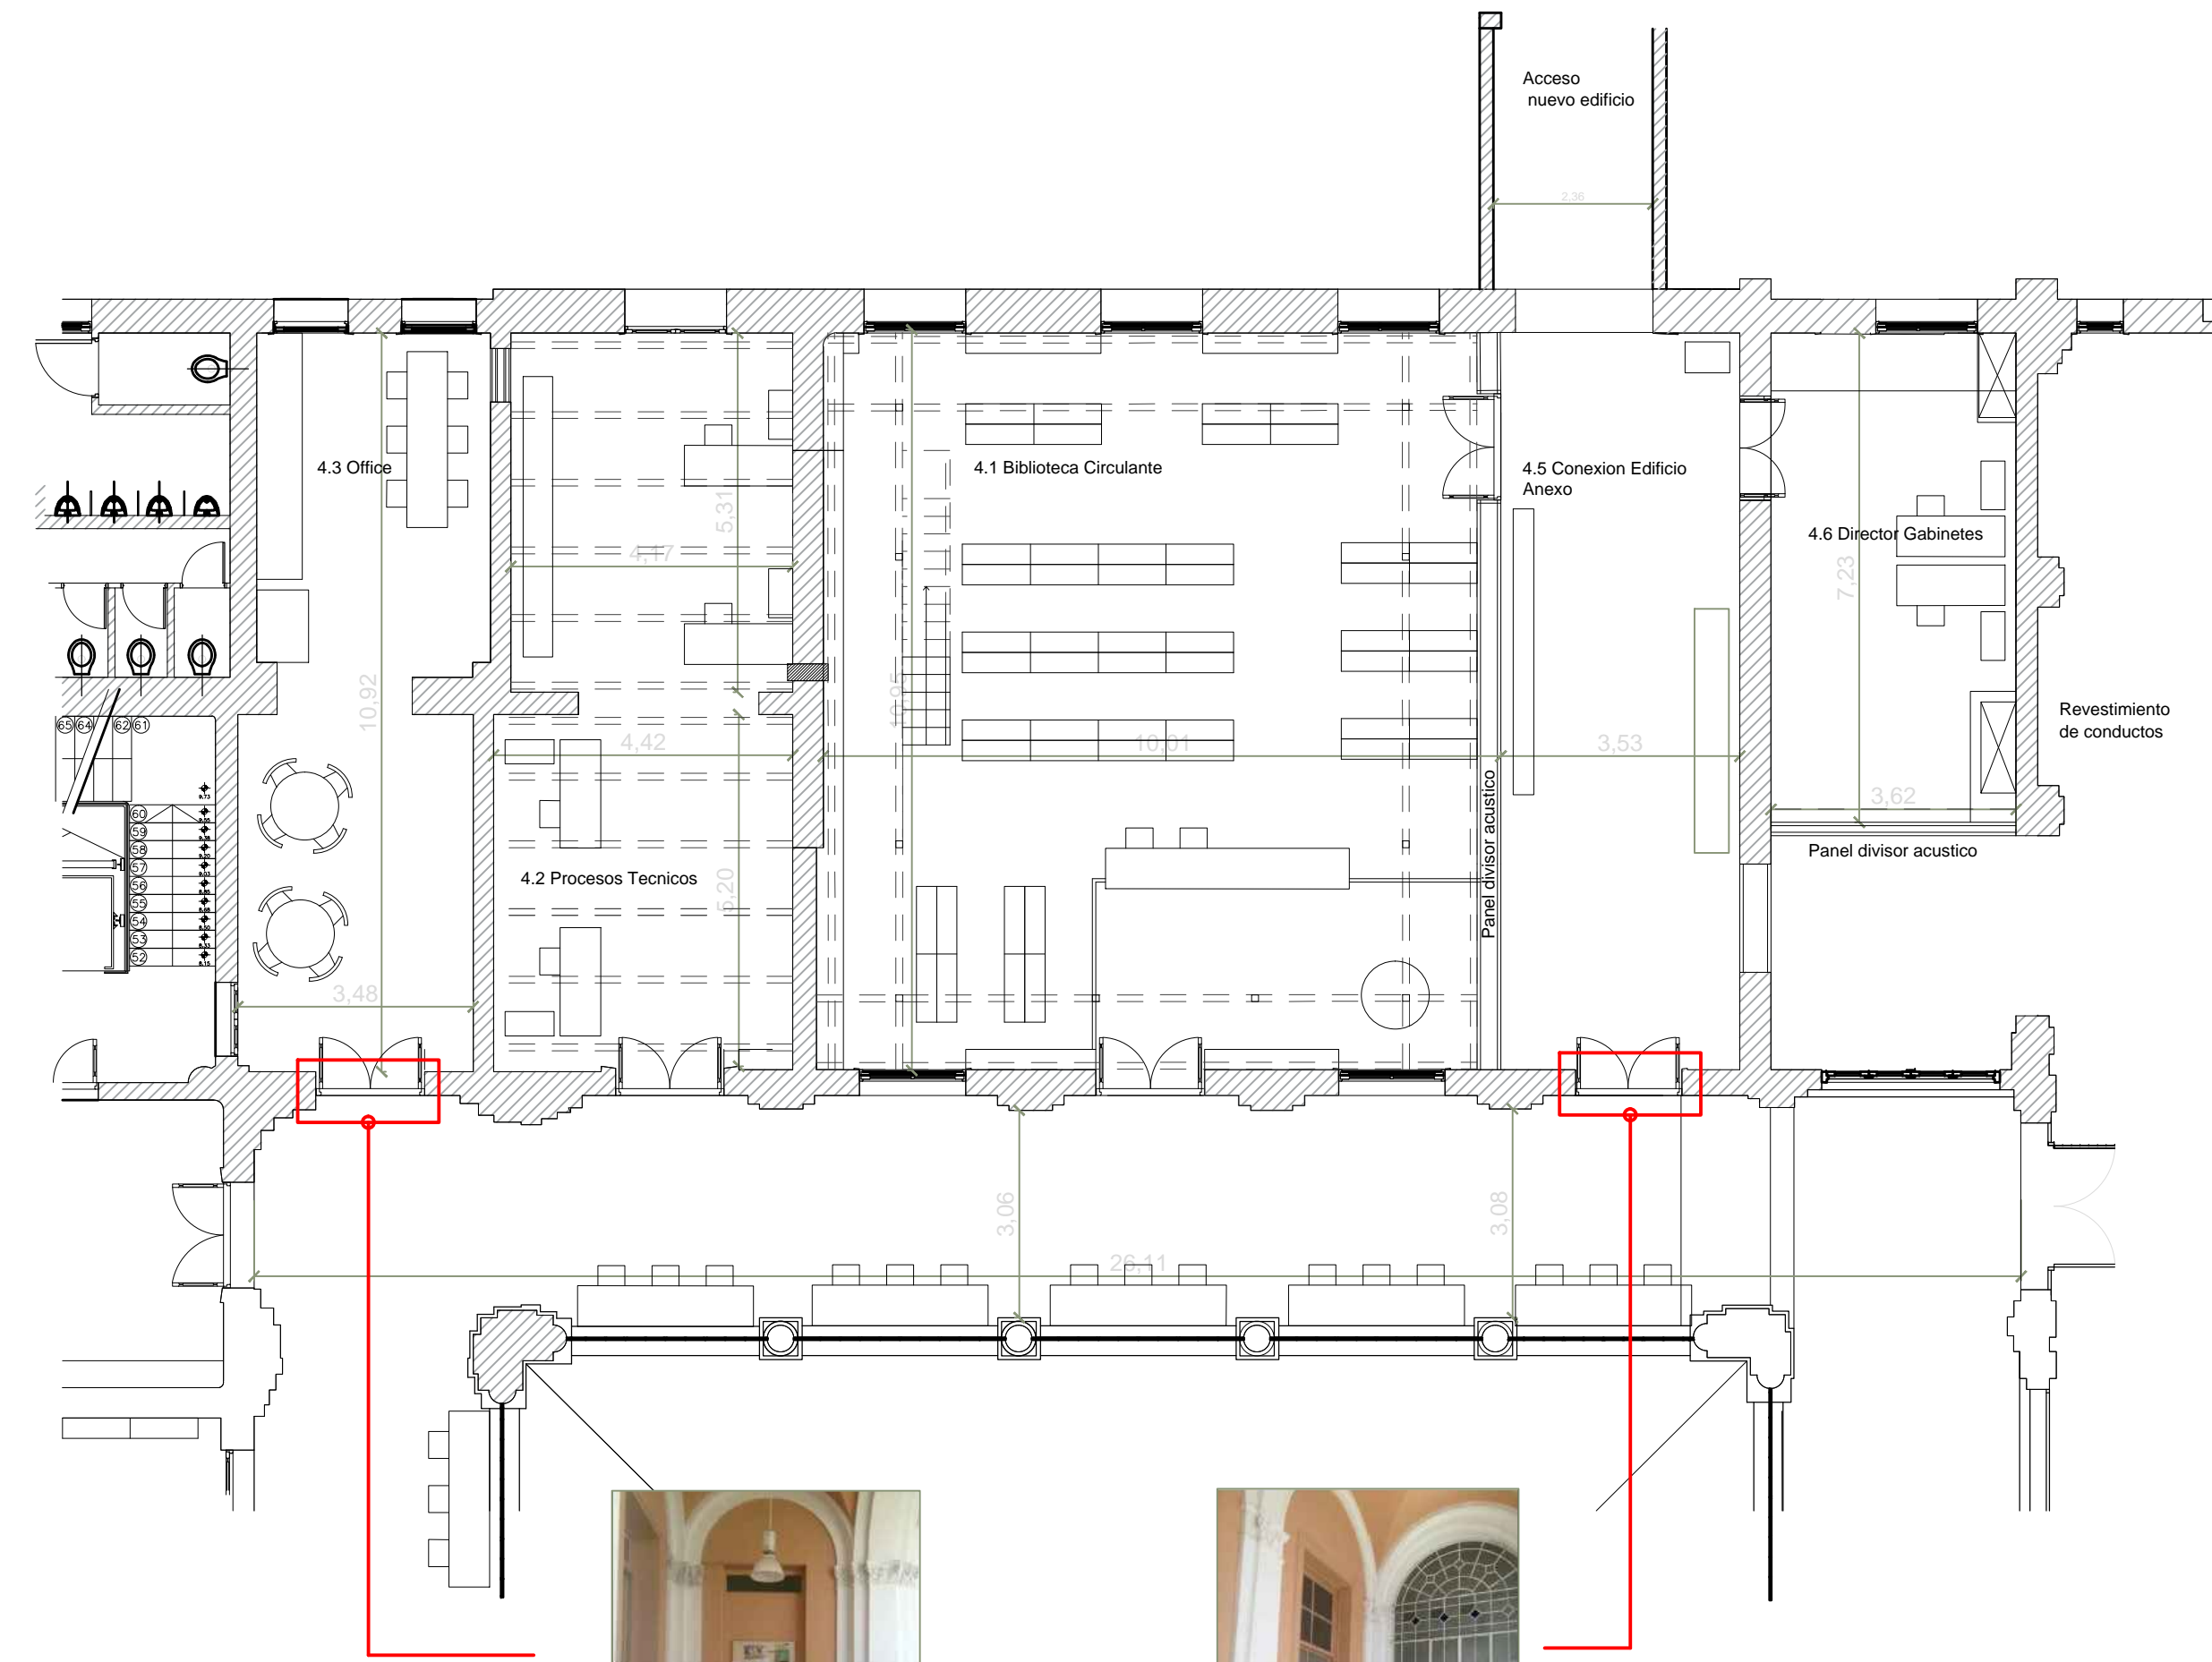 Acceso
nuevo edificio
2,36
4.3 Office
4.1 Biblioteca Circulante
4.5 Conexion Edificio
Anexo
4.6 Director Gabinetes
5,31
4,17
7,23
10,92
10,95
Revestimiento
de conductos
4,42
10,01
3,53
3,62
Panel divisor acustico
Panel divisor acustico
4.2 Procesos Tecnicos
5,20
3,48
65 64 62 61
60
59
58
57
56
55
54
53
52
3,06
3,08
26,11